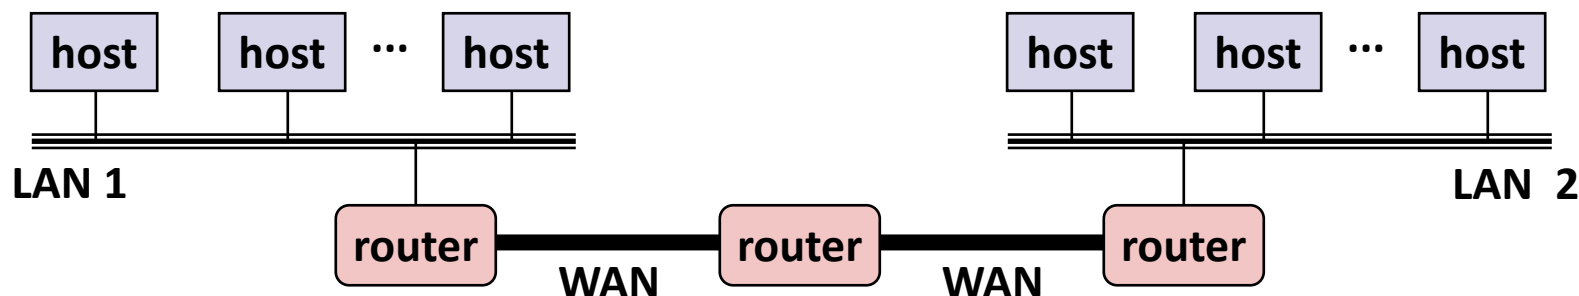 host host ... host host host ... host
LAN 1 LAN 2
router router router
WAN WAN